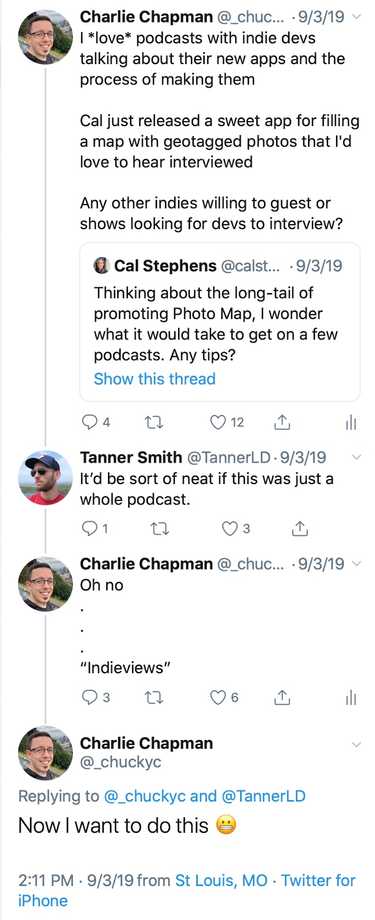 Charlie Chapman @_chuc... · 9/3/19
I *love* podcasts with indie devs
talking about their new apps and the
process of making them
Cal just released a sweet app for filling
a map with geotagged photos that I'd
love to hear interviewed
Any other indies willing to guest or
shows looking for devs to interview?
Cal Stephens @calst... · 9/3/19
Thinking about the long-tail of
promoting Photo Map, I wonder
what it would take to get on a few
podcasts. Any tips?
Show this thread
4 12
Tanner Smith @TannerLD · 9/3/19
It'd be sort of neat if this was just a
whole podcast.
1 3
Charlie Chapman @_chuc... · 9/3/19
Oh no
.
.
.
“Indieviews”
3 6
Charlie Chapman
@_chuckyc
Replying to @_chuckyc and @TannerLD
Now I want to do this 😬
2:11 PM · 9/3/19 from St Louis, MO · Twitter for
iPhone